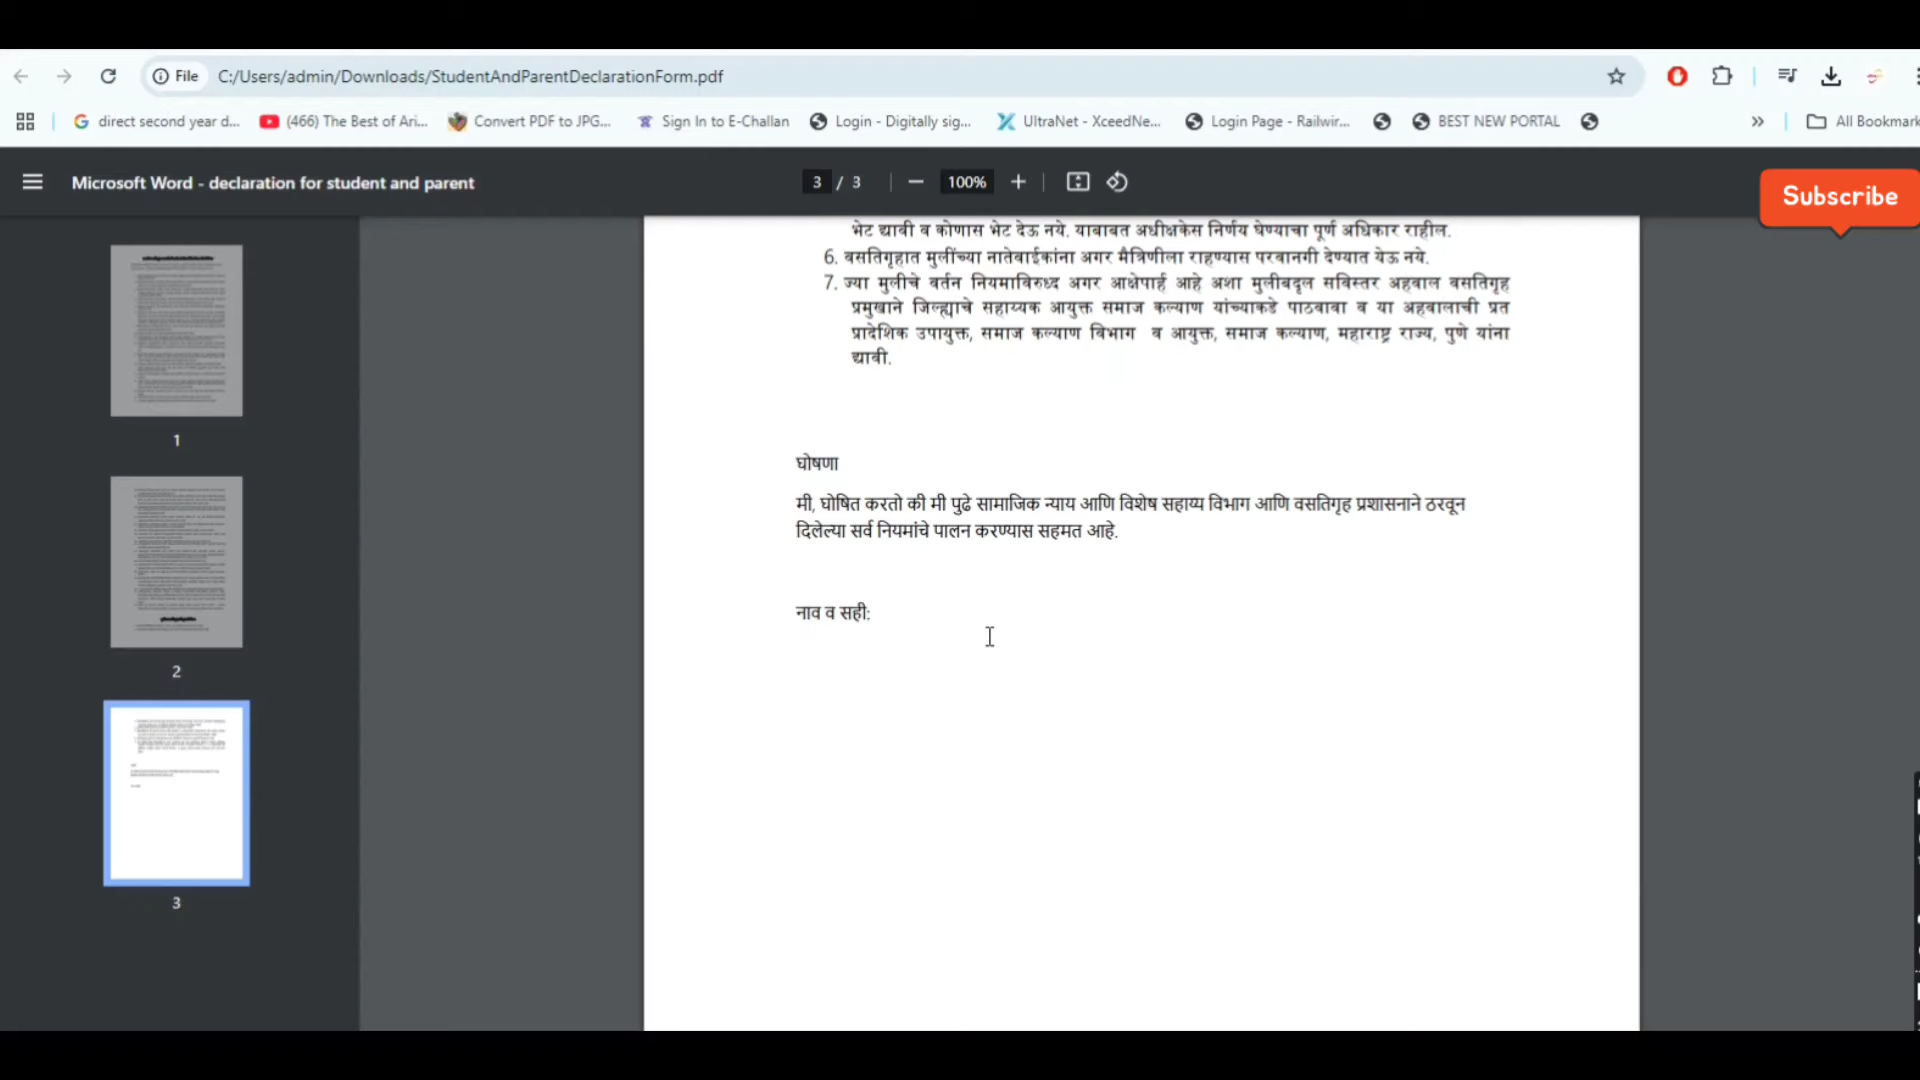 File C:/Users/admin/Downloads/StudentAndParentDeclarationForm.pdf
direct second year d... (466) The Best of Ari... Convert PDF to JPG... Sign In to E-Challan Login - Digitally sig... UltraNet - XceedNe... Login Page - Railwir... BEST NEW PORTAL » All Bookmark
Microsoft Word - declaration for student and parent 3 / 3 100%
Subscribe
भेट द्यावी व कोणास भेट देऊ नये. याबाबत अधीक्षकेस निर्णय घेण्याचा पूर्ण अधिकार राहील.
6. वसतिगृहात मुलींच्या नातेवाईकांना अगर मैत्रिणीला राहण्यास परवानगी देण्यात येऊ नये.
7. ज्या मुलीचे वर्तन नियमाविरुध्द अगर आक्षेपार्ह आहे अशा मुलीबद्दल सविस्तर अहवाल वसतिगृह
प्रमुखाने जिल्ह्याचे सहाय्यक आयुक्त समाज कल्याण यांच्याकडे पाठवावा व या अहवालाची प्रत
प्रादेशिक उपायुक्त, समाज कल्याण विभाग व आयुक्त, समाज कल्याण, महाराष्ट्र राज्य, पुणे यांना
द्यावी.
घोषणा
मी, घोषित करतो की मी पुढे सामाजिक न्याय आणि विशेष सहाय्य विभाग आणि वसतिगृह प्रशासनाने ठरवून
दिलेल्या सर्व नियमांचे पालन करण्यास सहमत आहे.
नाव व सही:
1
2
3